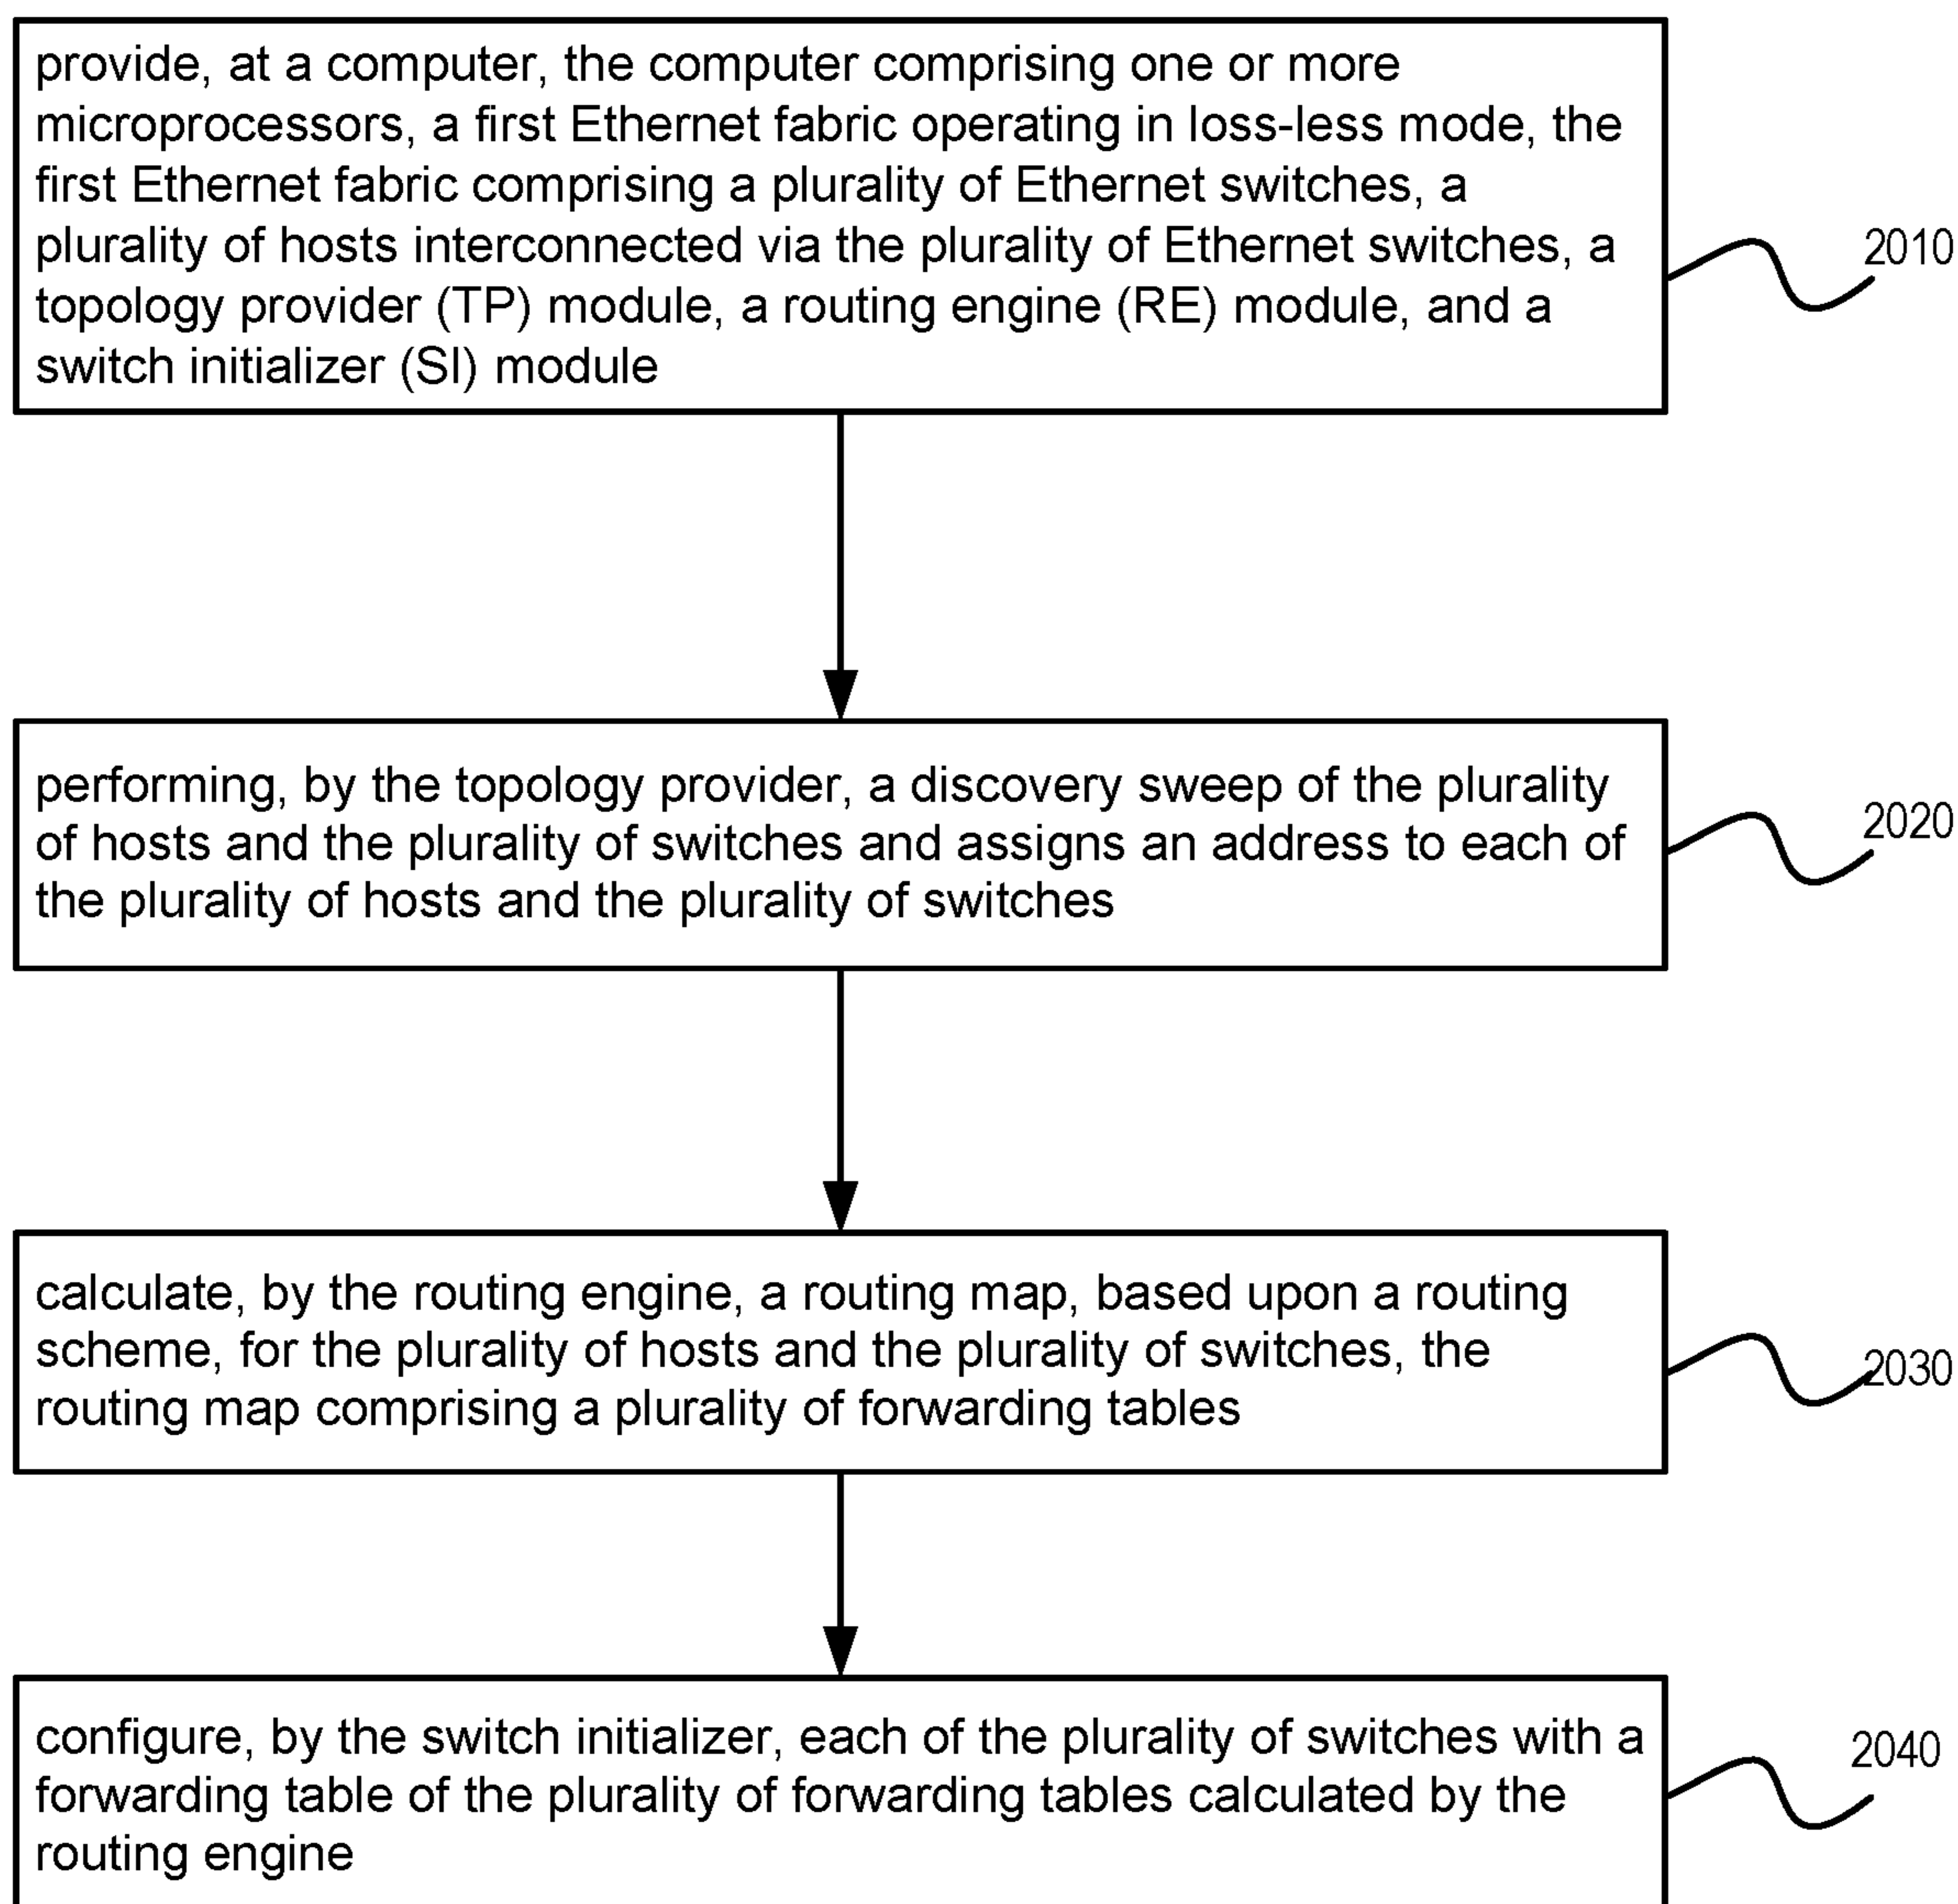 provide, at a computer, the computer comprising one or more
microprocessors, a first Ethernet fabric operating in loss-less mode, the
first Ethernet fabric comprising a plurality of Ethernet switches, a
plurality of hosts interconnected via the plurality of Ethernet switches, a
topology provider (TP) module, a routing engine (RE) module, and a
switch initializer (SI) module
2010
performing, by the topology provider, a discovery sweep of the plurality
of hosts and the plurality of switches and assigns an address to each of
the plurality of hosts and the plurality of switches
2020
calculate, by the routing engine, a routing map, based upon a routing
scheme, for the plurality of hosts and the plurality of switches, the
routing map comprising a plurality of forwarding tables
2030
configure, by the switch initializer, each of the plurality of switches with a
forwarding table of the plurality of forwarding tables calculated by the
routing engine
2040